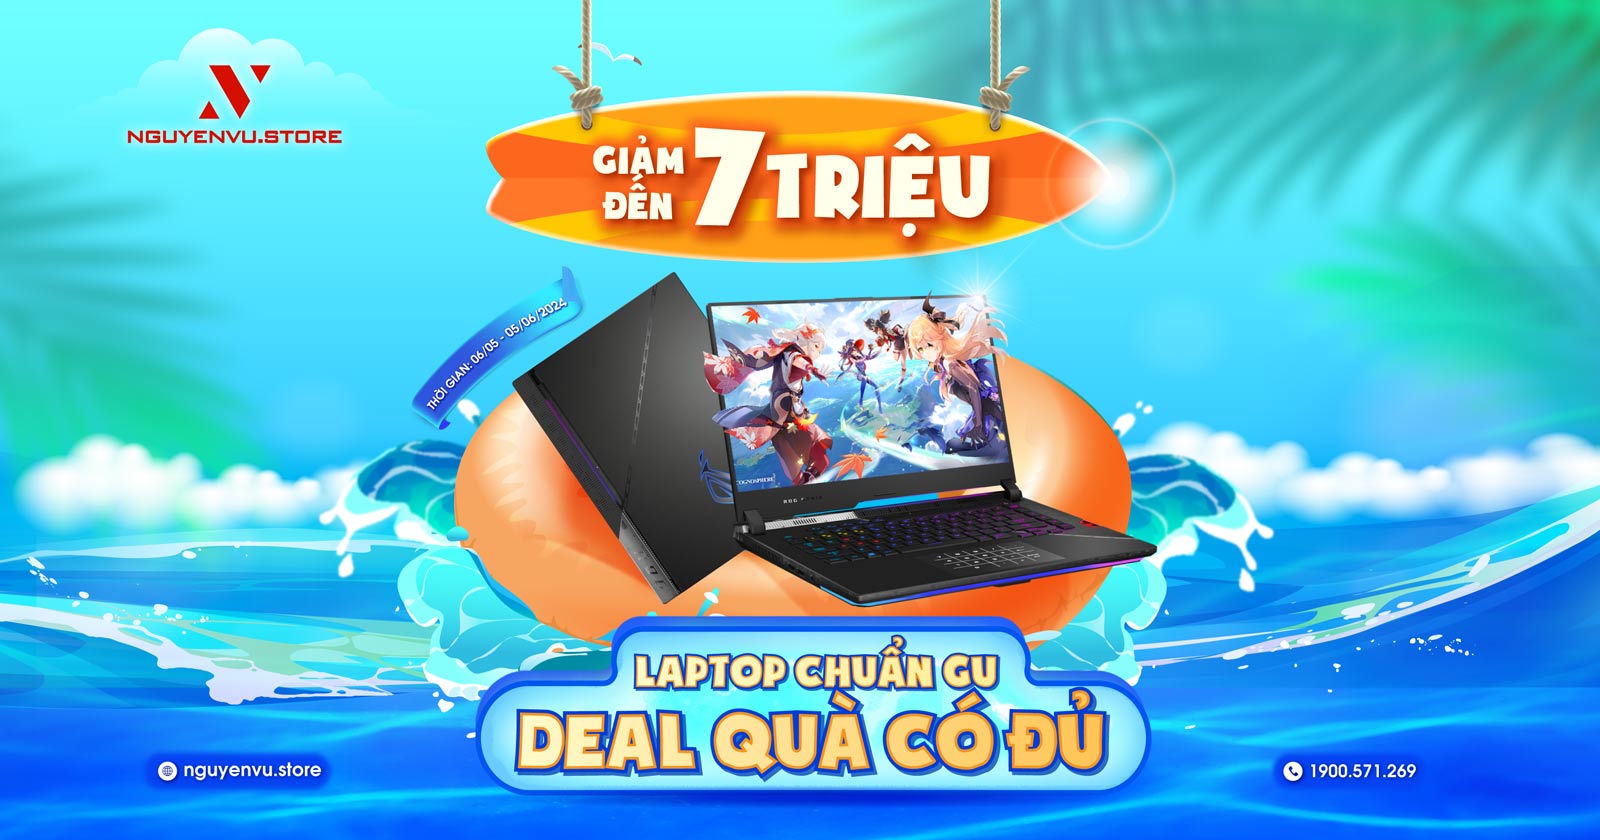 NGUYENVU.STORE
GIẢM
ĐẾN
7 TRIỆU
THỜI GIAN: 06/05 - 05/06/2024
COGNOSPHERE
LAPTOP CHUẨN GU
DEAL QUÀ CÓ ĐỦ
nguyenvu.store
1900.571.269